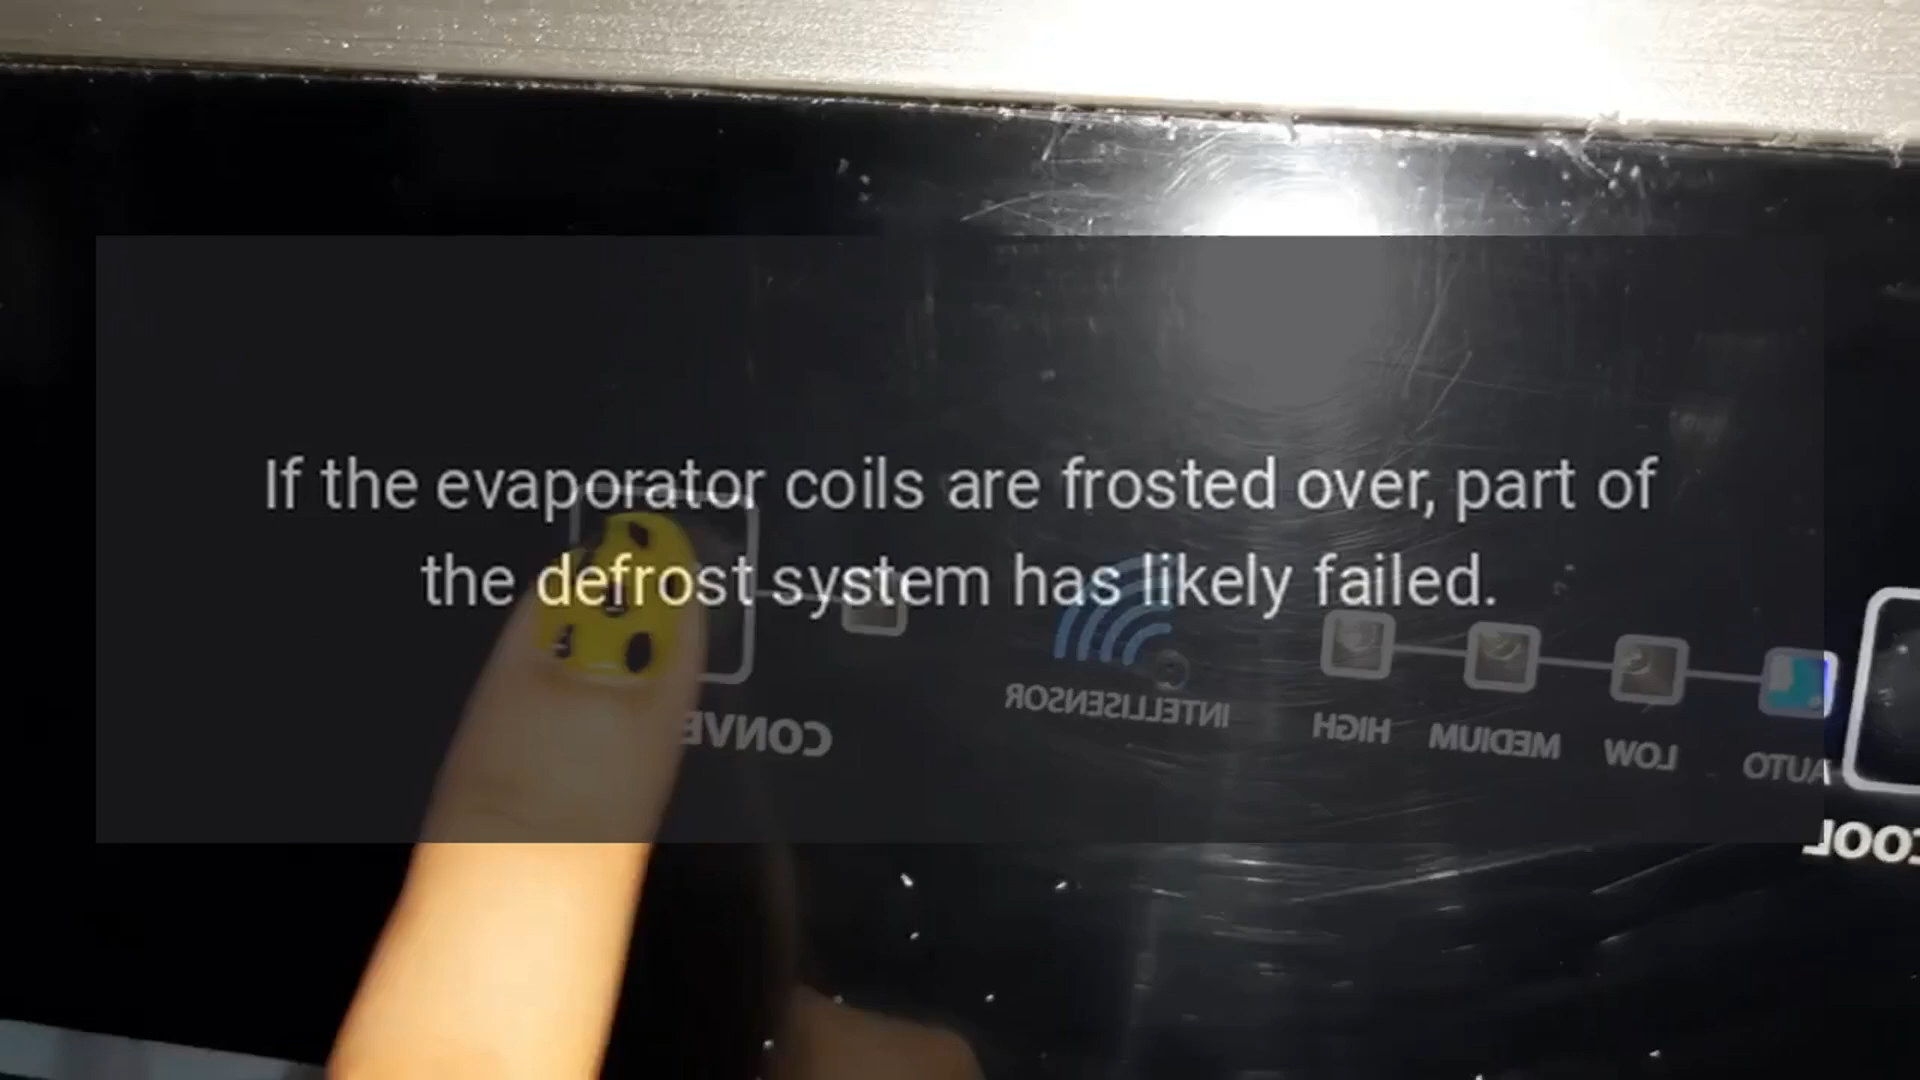 If the evaporator coils are frosted over, part of
the defrost system has likely failed.
CONVE
INTELLISENSOR
HIGH
MEDIUM
LOW
AUTO
COOL